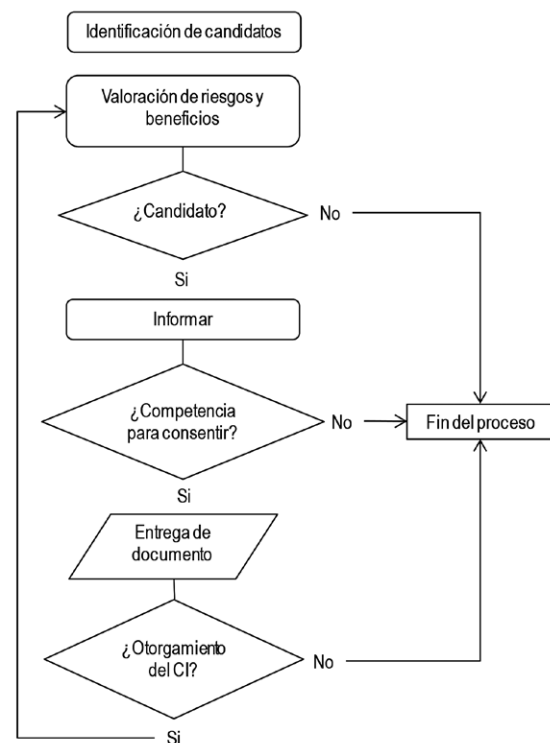 Identificación de candidatos
Valoración de riesgos y
beneficios
¿Candidato?
No
Si
Informar
¿Competencia
para consentir?
No
Fin del proceso
Si
Entrega de
documento
¿Otorgamiento
del CI?
No
Si